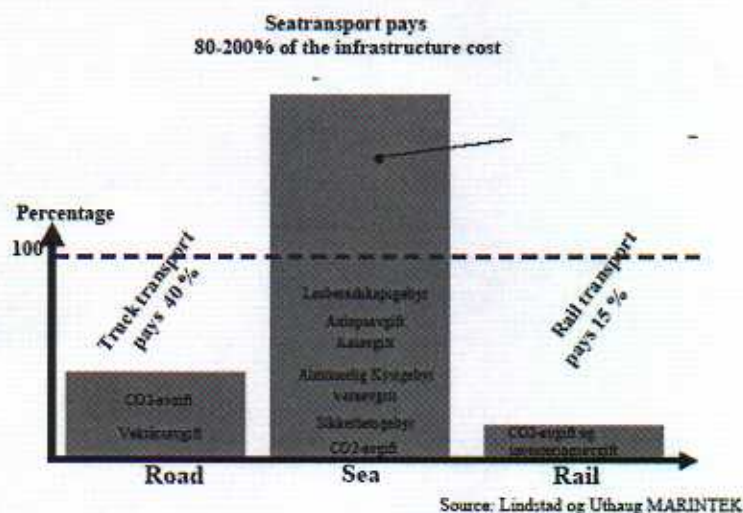 Seatransport pays
80-200% of the infrastructure cost
Percentage
100
Truck transport
pays 40 %
Rail transport
pays 15 %
Losberedskapsgebyr
Anløpsavgift
Kaiavgift
Alminnelig Kystgebyr
vareavgift
Sikkerhetsgebyr
CO2-avgift
CO2-avgift
CO2-avgift og
Road
Sea
Rail
Source: Lindstad og Uthaug MARINTEK